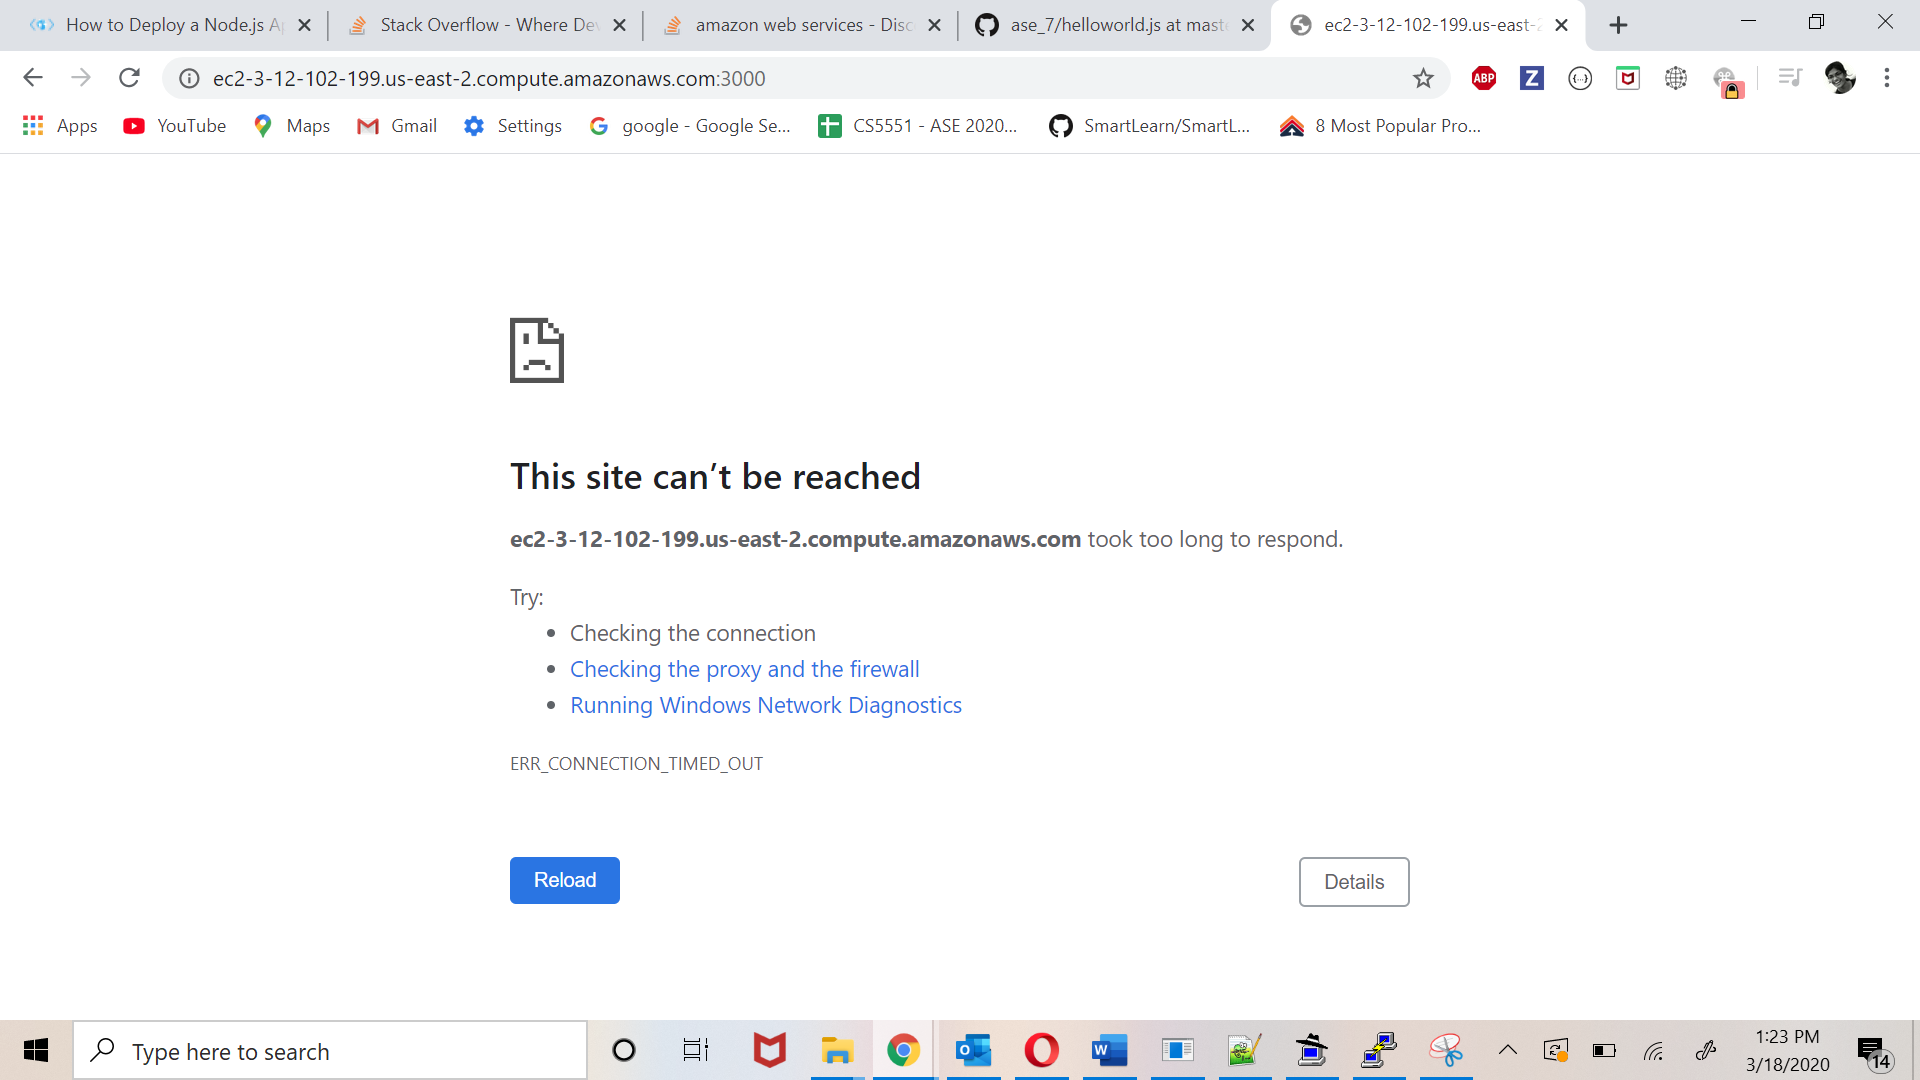 How to Deploy a Node.js Ap
Stack Overflow - Where Dev
amazon web services - Disc
ase_7/helloworld.js at maste
ec2-3-12-102-199.us-east-2
ec2-3-12-102-199.us-east-2.compute.amazonaws.com:3000
ABP
Z
Apps
YouTube
Maps
Gmail
Settings
google - Google Se...
CS5551 - ASE 2020...
SmartLearn/SmartL...
8 Most Popular Pro...
This site can’t be reached
ec2-3-12-102-199.us-east-2.compute.amazonaws.com took too long to respond.
Try:
Checking the connection
Checking the proxy and the firewall
Running Windows Network Diagnostics
ERR_CONNECTION_TIMED_OUT
Reload
Details
Type here to search
1:23 PM
3/18/2020
14